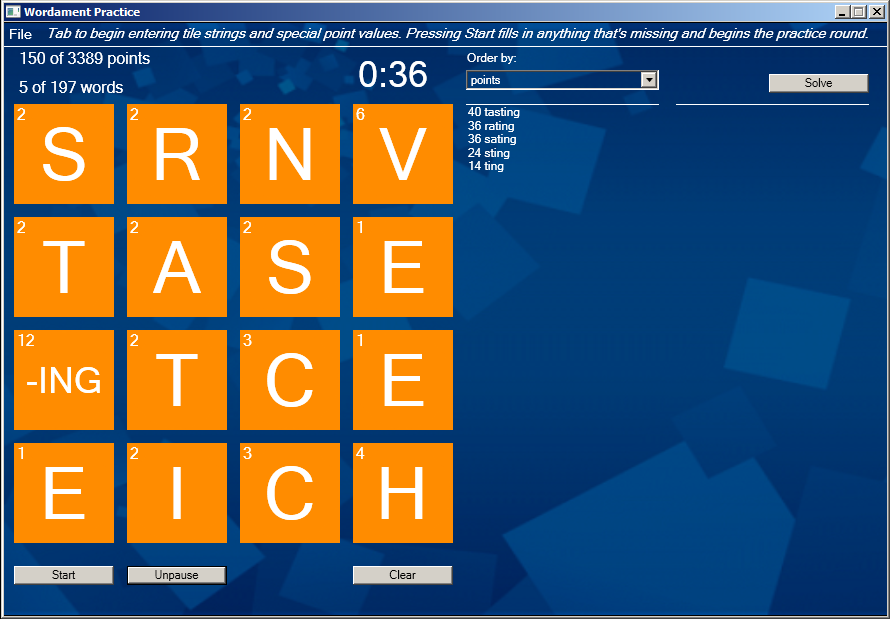 Wordament Practice
File Tab to begin entering tile strings and special point values. Pressing Start fills in anything that's missing and begins the practice round.
150 of 3389 points
5 of 197 words
0:36
Order by:
points
Solve
40 tasting
36 rating
36 sating
24 sting
14 ting
2 2 2 6
S R N V
2 2 2 1
T A S E
12 2 3 1
-ING T C E
1 2 3 4
E I C H
Start Unpause Clear